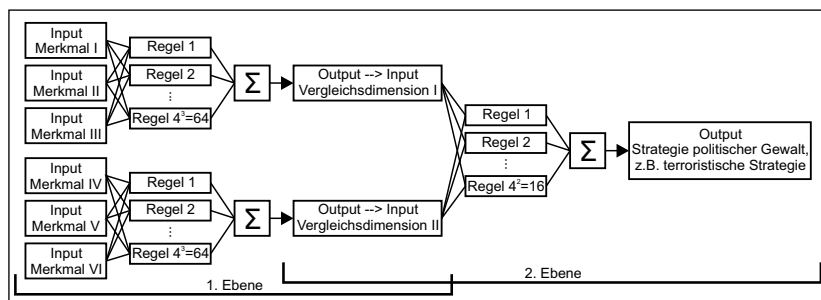 Input
Merkmal I
Input
Merkmal II
Input
Merkmal III
Regel 1
Regel 2
⋮
Regel 4³=64
Σ
Output --> Input
Vergleichsdimension I
Input
Merkmal IV
Input
Merkmal V
Input
Merkmal VI
Regel 1
Regel 2
⋮
Regel 4³=64
Σ
Output --> Input
Vergleichsdimension II
Regel 1
Regel 2
⋮
Regel 4²=16
Σ
Output
Strategie politischer Gewalt,
z.B. terroristische Strategie
1. Ebene
2. Ebene